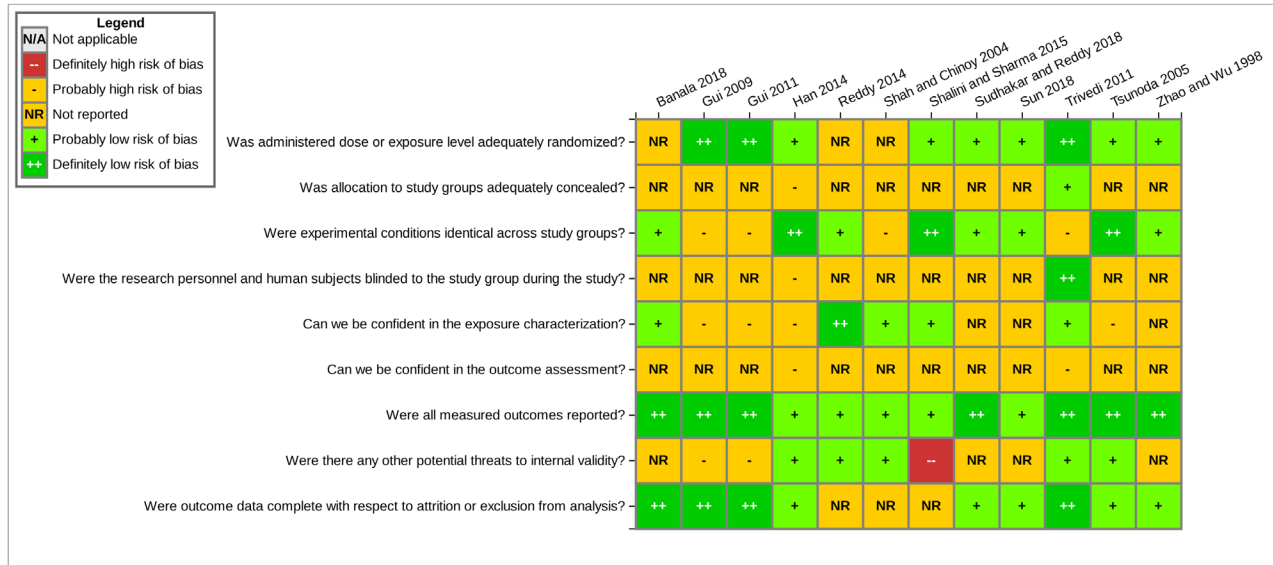 Legend
N/A Not applicable
-- Definitely high risk of bias
- Probably high risk of bias
NR Not reported
+ Probably low risk of bias
++ Definitely low risk of bias
Banala 2018
Gui 2009
Gui 2011
Han 2014
Reddy 2014
Shah and Chinoy 2004
Shalini and Sharma 2015
Sudhakar and Reddy 2018
Sun 2018
Trivedi 2011
Tsunoda 2005
Zhao and Wu 1998
Was administered dose or exposure level adequately randomized? NR ++ ++ + NR NR + + + ++ + +
Was allocation to study groups adequately concealed? NR NR NR - NR NR NR NR NR + NR NR
Were experimental conditions identical across study groups? + - - ++ + - ++ + + - ++ +
Were the research personnel and human subjects blinded to the study group during the study? NR NR NR - NR NR NR NR NR ++ NR NR
Can we be confident in the exposure characterization? + - - - ++ + + NR NR + - NR
Can we be confident in the outcome assessment? NR NR NR - NR NR NR NR NR - NR NR
Were all measured outcomes reported? ++ ++ ++ + + + + ++ + ++ ++ ++
Were there any other potential threats to internal validity? NR - - + + + -- NR NR + + NR
Were outcome data complete with respect to attrition or exclusion from analysis? ++ ++ ++ + NR NR NR + + ++ + +